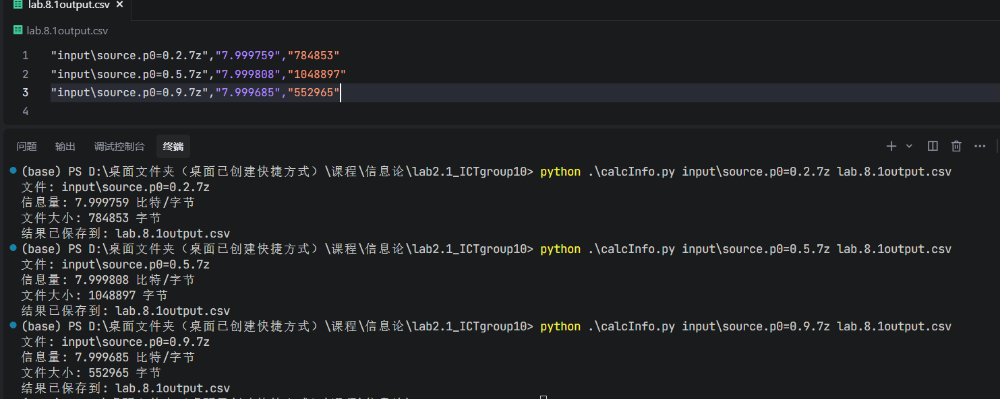 lab.8.1output.csv ×
lab.8.1output.csv
1 "input\source.p0=0.2.7z","7.999759","784853"
2 "input\source.p0=0.5.7z","7.999808","1048897"
3 "input\source.p0=0.9.7z","7.999685","552965"
4
问题 输出 调试控制台 终端
(base) PS D:\桌面文件夹（桌面已创建快捷方式）\课程\信息论\lab2.1_ICTgroup10> python .\calcInfo.py input\source.p0=0.2.7z lab.8.1output.csv
文件: input\source.p0=0.2.7z
信息量: 7.999759 比特/字节
文件大小: 784853 字节
结果已保存到: lab.8.1output.csv
(base) PS D:\桌面文件夹（桌面已创建快捷方式）\课程\信息论\lab2.1_ICTgroup10> python .\calcInfo.py input\source.p0=0.5.7z lab.8.1output.csv
文件: input\source.p0=0.5.7z
信息量: 7.999808 比特/字节
文件大小: 1048897 字节
结果已保存到: lab.8.1output.csv
(base) PS D:\桌面文件夹（桌面已创建快捷方式）\课程\信息论\lab2.1_ICTgroup10> python .\calcInfo.py input\source.p0=0.9.7z lab.8.1output.csv
文件: input\source.p0=0.9.7z
信息量: 7.999685 比特/字节
文件大小: 552965 字节
结果已保存到: lab.8.1output.csv